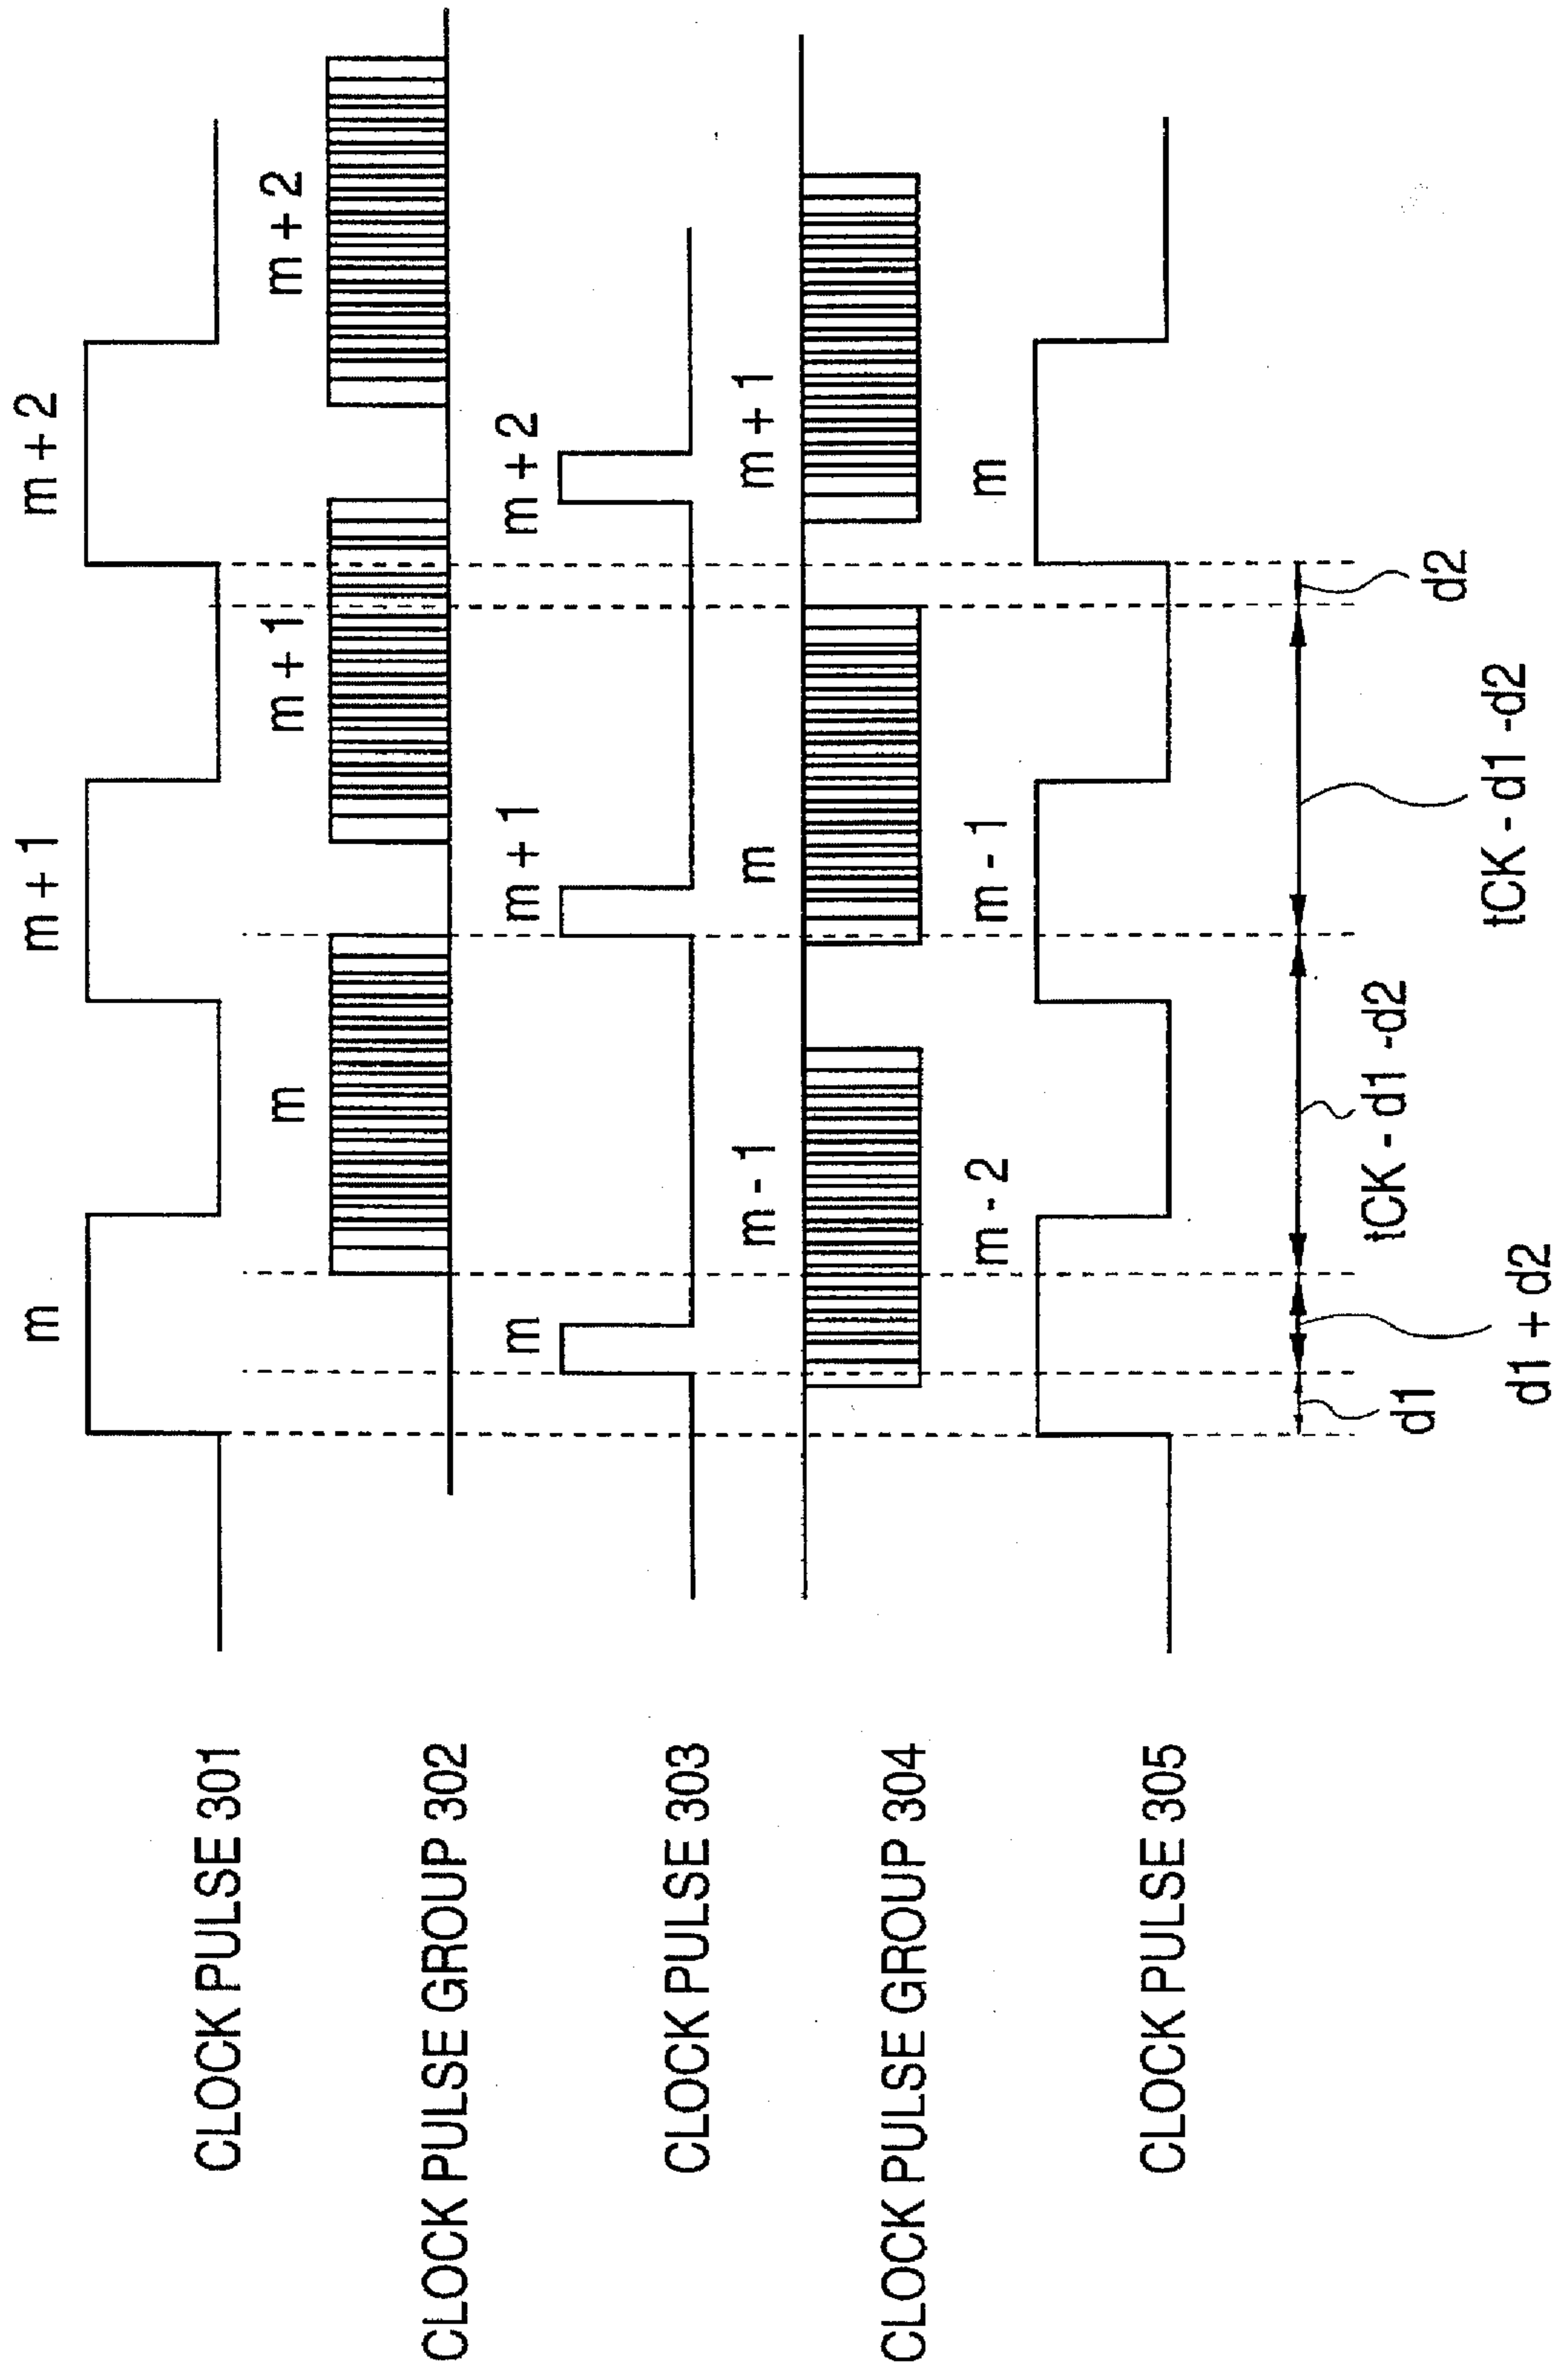 CLOCK PULSE 301
m
m + 1
m + 2
CLOCK PULSE GROUP 302
m
m + 1
m + 2
CLOCK PULSE 303
m
m + 1
m + 2
CLOCK PULSE GROUP 304
m - 1
m
m + 1
CLOCK PULSE 305
m - 2
m - 1
m
d1
d1 + d2
tCK - d1 -d2
tCK - d1 -d2
d2